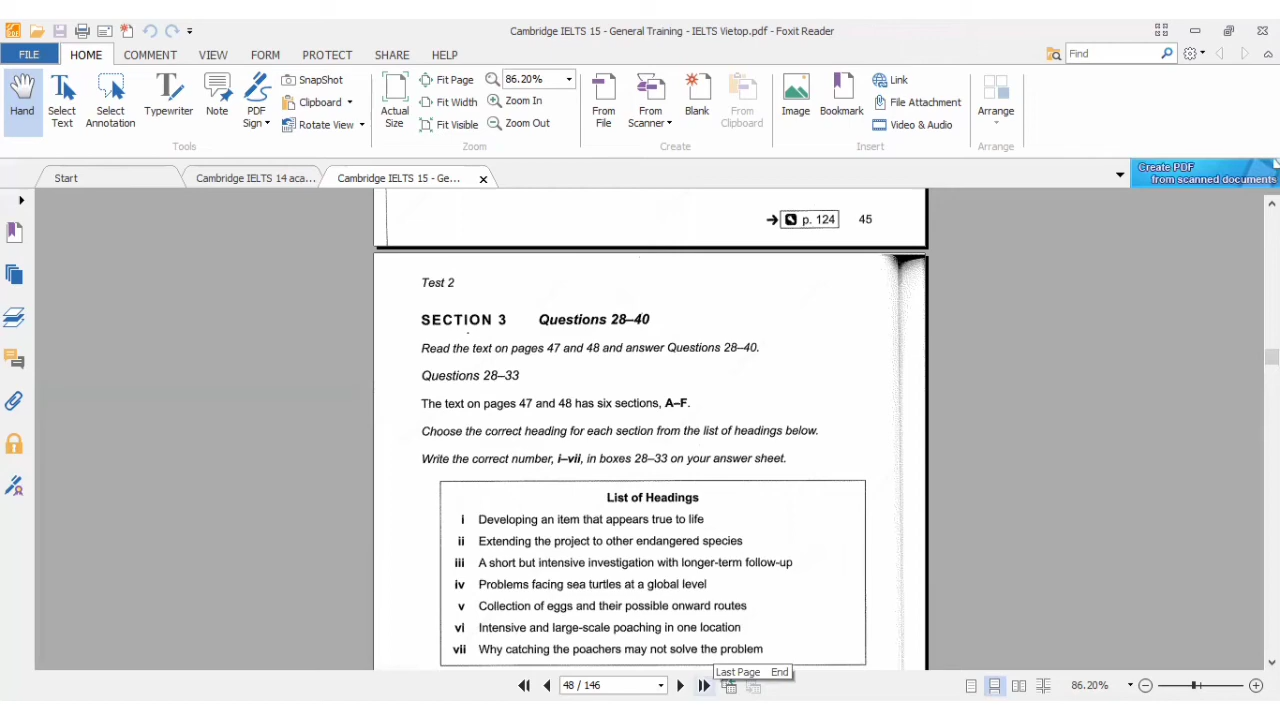 Cambridge IELTS 15 - General Training - IELTS Vietop.pdf - Foxit Reader
FILE HOME COMMENT VIEW FORM PROTECT SHARE HELP
Find
Hand
Select Text
Select Annotation
Typewriter
Note
PDF Sign
SnapShot
Clipboard
Rotate View
Tools
Actual Size
Fit Page
Fit Width
Fit Visible
86.20%
Zoom In
Zoom Out
Zoom
From File
From Scanner
Blank
From Clipboard
Create
Image
Bookmark
Link
File Attachment
Video & Audio
Insert
Arrange
Arrange
Start
Cambridge IELTS 14 aca...
Cambridge IELTS 15 - Ge...
Create PDF
from scanned documents
p. 124 45
Test 2
SECTION 3 Questions 28–40
Read the text on pages 47 and 48 and answer Questions 28–40.
Questions 28–33
The text on pages 47 and 48 has six sections, A–F.
Choose the correct heading for each section from the list of headings below.
Write the correct number, i–vii, in boxes 28–33 on your answer sheet.
List of Headings
i Developing an item that appears true to life
ii Extending the project to other endangered species
iii A short but intensive investigation with longer-term follow-up
iv Problems facing sea turtles at a global level
v Collection of eggs and their possible onward routes
vi Intensive and large-scale poaching in one location
vii Why catching the poachers may not solve the problem
Last Page End
48 / 146
86.20%